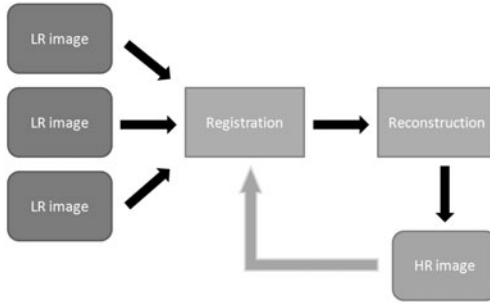 LR image
LR image
Registration
Reconstruction
LR image
HR image